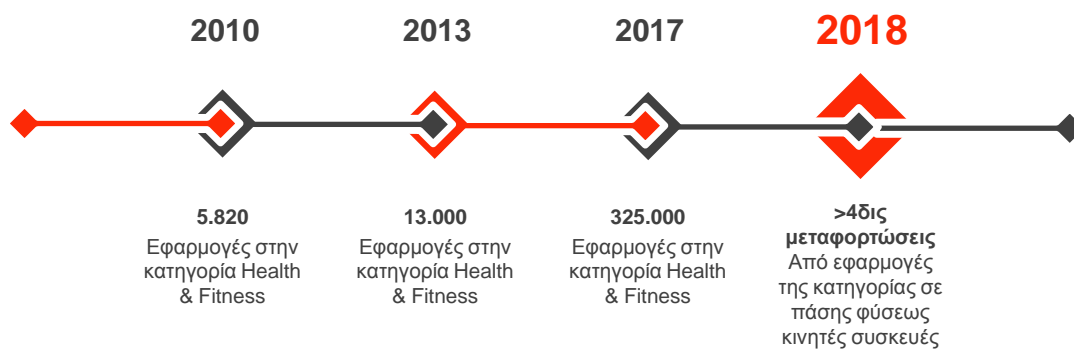 2010
2013
2017
2018
5.820
Εφαρμογές στην
κατηγορία Health
& Fitness
13.000
Εφαρμογές στην
κατηγορία Health
& Fitness
325.000
Εφαρμογές στην
κατηγορία Health
& Fitness
>4δις
μεταφορτώσεις
Από εφαρμογές
της κατηγορίας σε
πάσης φύσεως
κινητές συσκευές